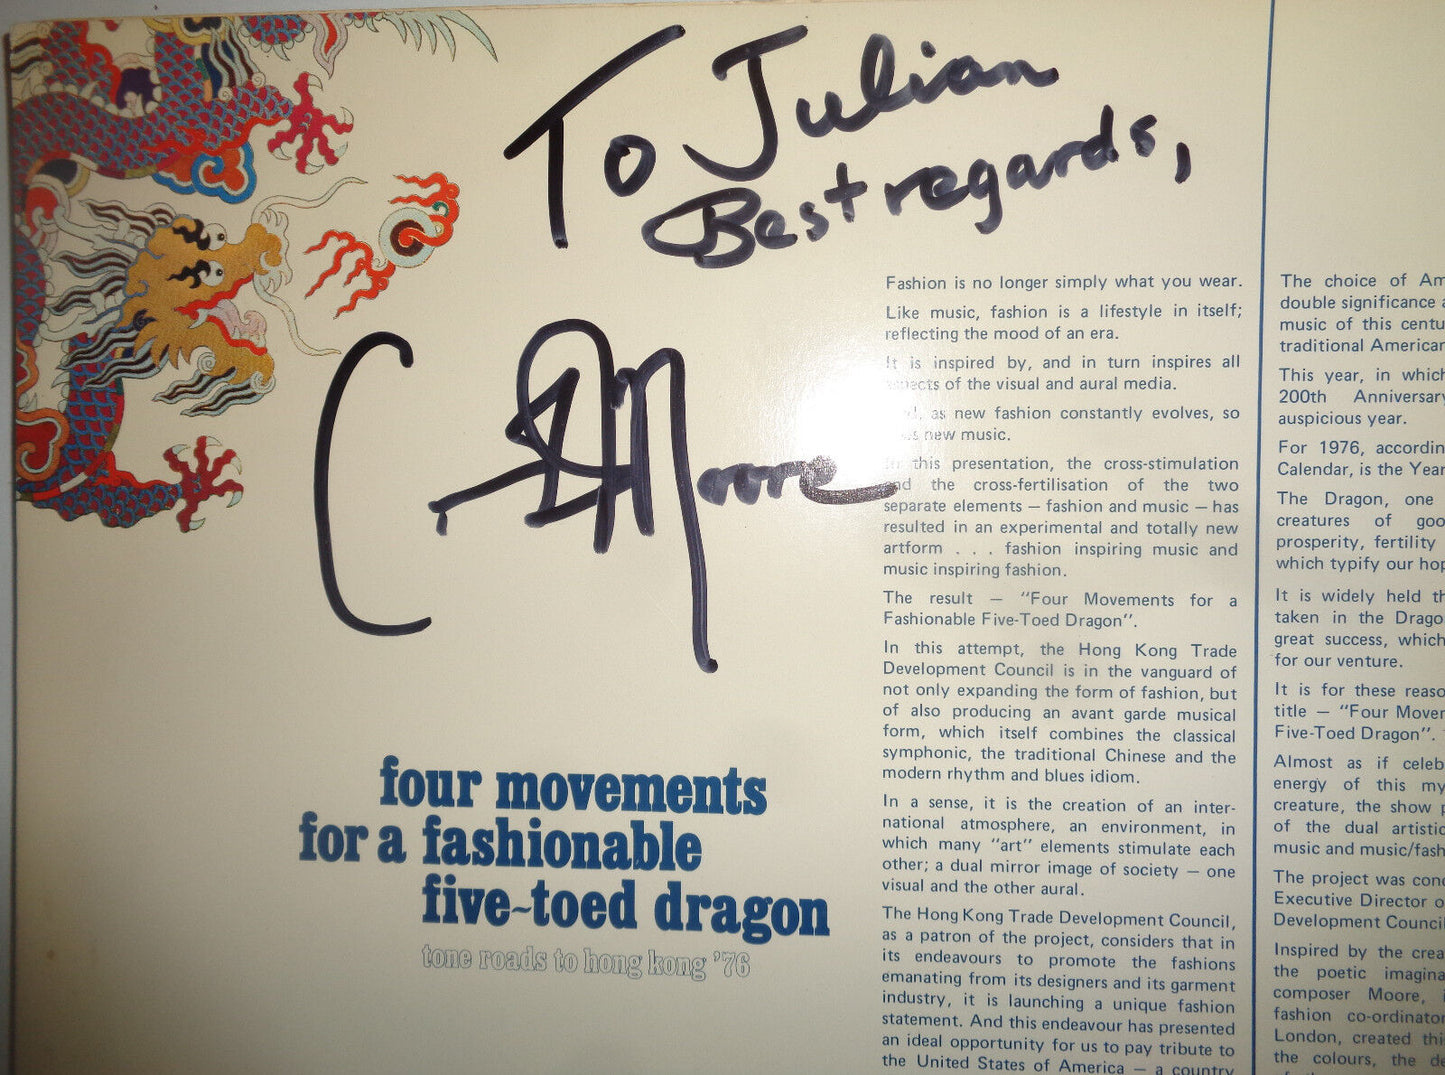 To Julian
Best regards,
C Moore
four movements
for a fashionable
five~toed dragon
tone roads to hong kong '76
Fashion is no longer simply what you wear.
Like music, fashion is a lifestyle in itself;
reflecting the mood of an era.
It is inspired by, and in turn inspires all
aspects of the visual and aural media.
as new fashion constantly evolves, so
new music.
In this presentation, the cross-stimulation
and the cross-fertilisation of the two
separate elements — fashion and music — has
resulted in an experimental and totally new
artform . . . fashion inspiring music and
music inspiring fashion.
The result — "Four Movements for a
Fashionable Five-Toed Dragon".
In this attempt, the Hong Kong Trade
Development Council is in the vanguard of
not only expanding the form of fashion, but
of also producing an avant garde musical
form, which itself combines the classical
symphonic, the traditional Chinese and the
modern rhythm and blues idiom.
In a sense, it is the creation of an inter-
national atmosphere, an environment, in
which many "art" elements stimulate each
other; a dual mirror image of society — one
visual and the other aural.
The Hong Kong Trade Development Council,
as a patron of the project, considers that in
its endeavours to promote the fashions
emanating from its designers and its garment
industry, it is launching a unique fashion
statement. And this endeavour has presented
an ideal opportunity for us to pay tribute to
the United States of America — a country
The choice of Am
double significance a
music of this centu
traditional American
This year, in which
200th Anniversary
auspicious year.
For 1976, accordin
Calendar, is the Year
The Dragon, one
creatures of goo
prosperity, fertility
which typify our hop
It is widely held th
taken in the Drago
great success, which
for our venture.
It is for these reaso
title — "Four Mover
Five-Toed Dragon".
Almost as if celeb
energy of this my
creature, the show p
of the dual artistic
music and music/fash
The project was conc
Executive Director o
Development Council
Inspired by the crea
the poetic imagina
composer Moore, i
fashion co-ordinator
London, created thi
the colours, the de